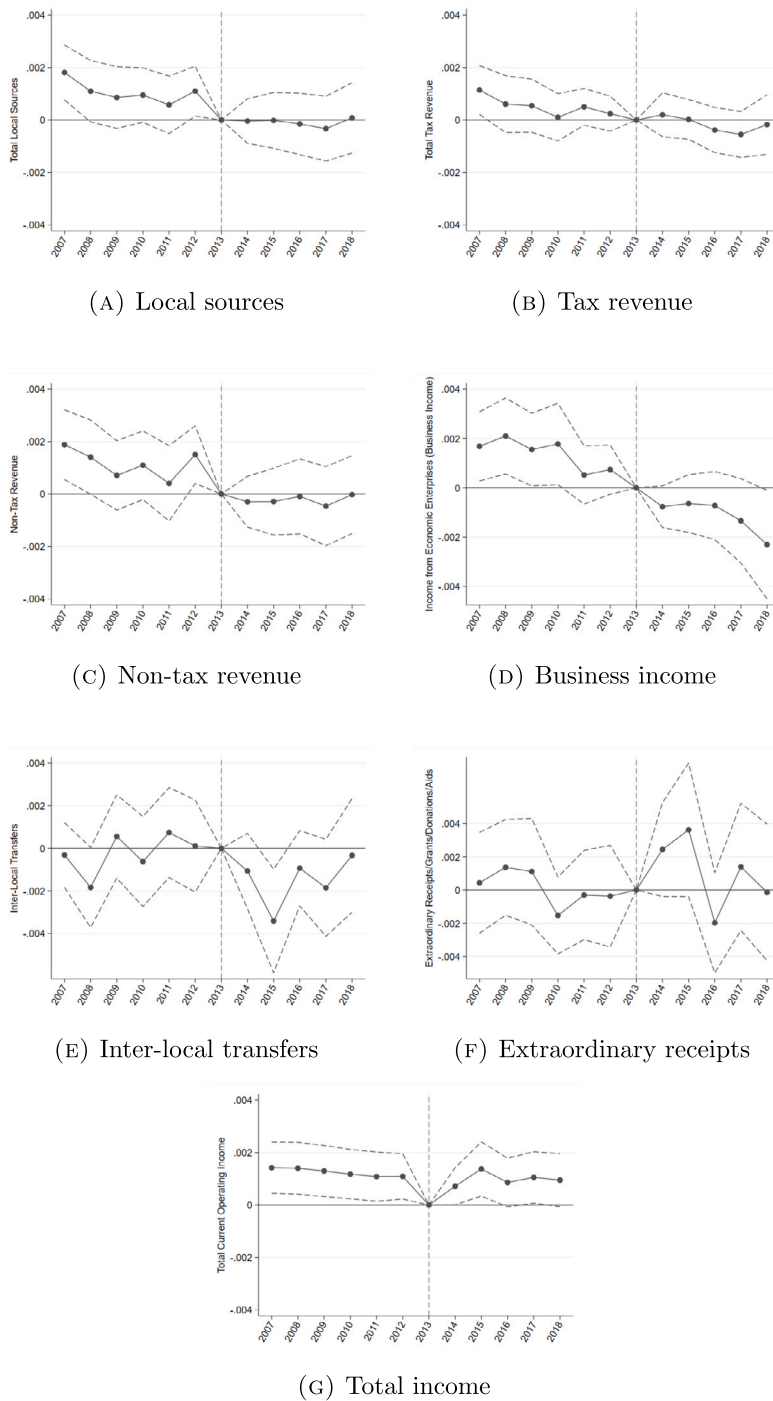 .004
.002
0
-.002
-.004
Total Local Sources
2007 2008 2009 2010 2011 2012 2013 2014 2015 2016 2017 2018
(A) Local sources
.004
.002
0
-.002
-.004
Total Tax Revenue
2007 2008 2009 2010 2011 2012 2013 2014 2015 2016 2017 2018
(B) Tax revenue
.004
.002
0
-.002
-.004
Non-Tax Revenue
2007 2008 2009 2010 2011 2012 2013 2014 2015 2016 2017 2018
(C) Non-tax revenue
.004
.002
0
-.002
-.004
Income from Economic Enterprises (Business Income)
2007 2008 2009 2010 2011 2012 2013 2014 2015 2016 2017 2018
(D) Business income
.004
.002
0
-.002
-.004
Inter-Local Transfers
2007 2008 2009 2010 2011 2012 2013 2014 2015 2016 2017 2018
(E) Inter-local transfers
.004
.002
0
-.002
-.004
Extraordinary Receipts/Grants/Donations/Aids
2007 2008 2009 2010 2011 2012 2013 2014 2015 2016 2017 2018
(F) Extraordinary receipts
.004
.002
0
-.002
-.004
Total Current Operating Income
2007 2008 2009 2010 2011 2012 2013 2014 2015 2016 2017 2018
(G) Total income